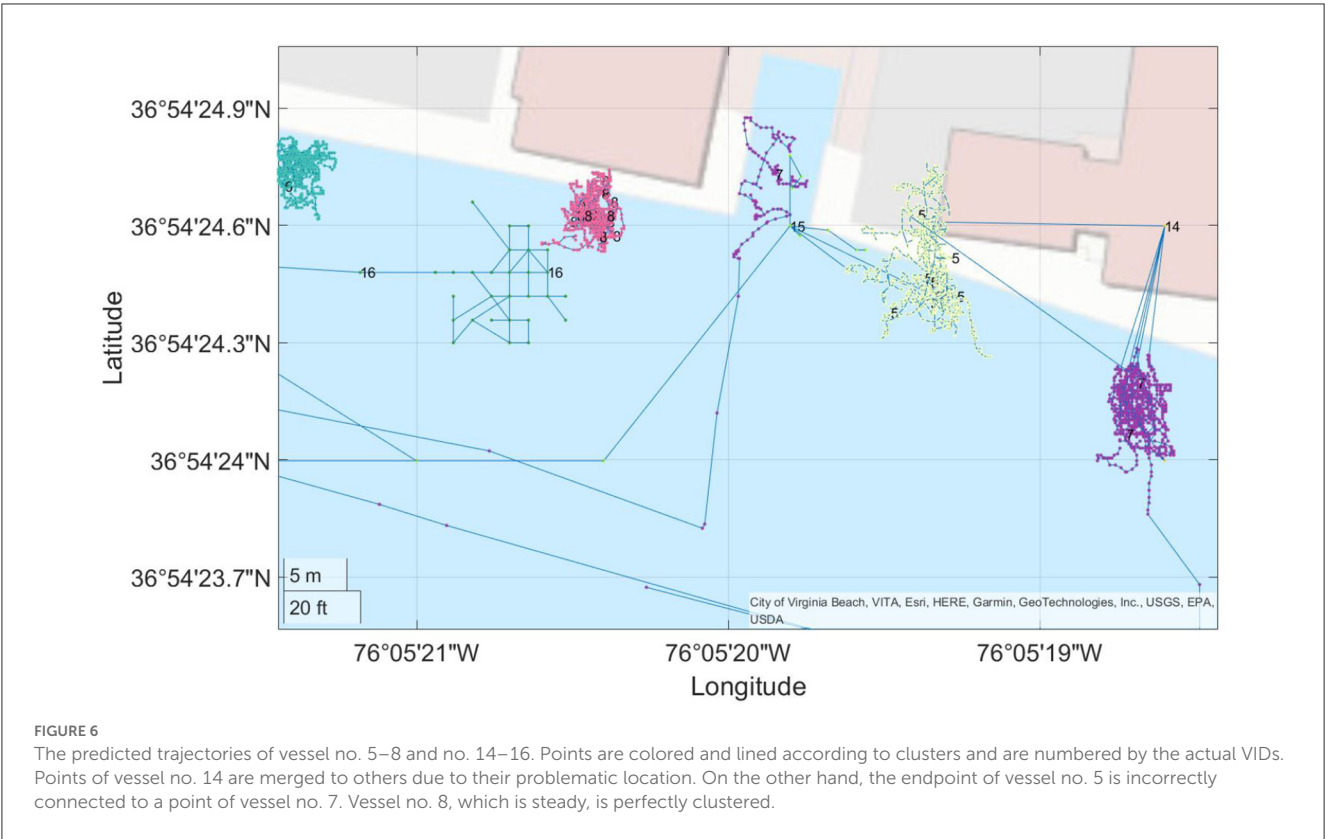 36°54'24.9"N
36°54'24.6"N
36°54'24.3"N
36°54'24"N
36°54'23.7"N
Latitude
6
8
8
8
8
8
7
15
5
5
5
5
5
14
16
16
7
7
5 m
20 ft
City of Virginia Beach, VITA, Esri, HERE, Garmin, GeoTechnologies, Inc., USGS, EPA,
USDA
76°05'21"W
76°05'20"W
76°05'19"W
Longitude
FIGURE 6
The predicted trajectories of vessel no. 5–8 and no. 14–16. Points are colored and lined according to clusters and are numbered by the actual VIDs.
Points of vessel no. 14 are merged to others due to their problematic location. On the other hand, the endpoint of vessel no. 5 is incorrectly
connected to a point of vessel no. 7. Vessel no. 8, which is steady, is perfectly clustered.